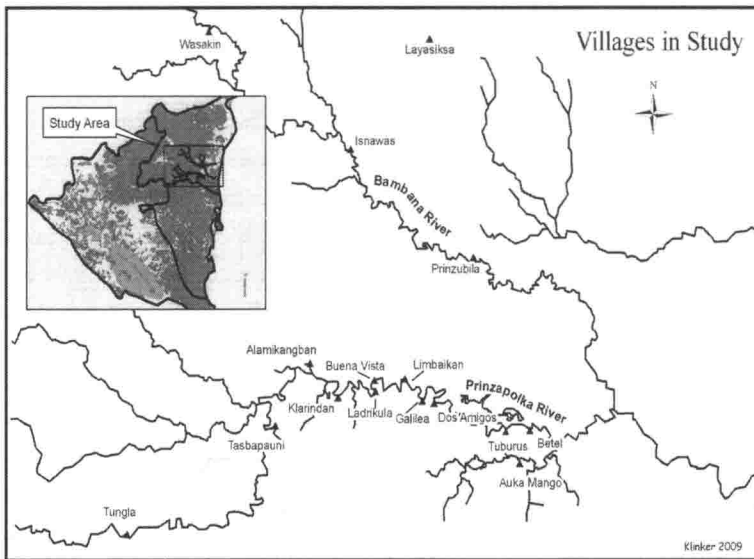 Villages in Study
Wasakin
Layasiksa
N
Study Area
Isnawas
Bambana River
Prinzubila
Alamikangban
Buena Vista
Limbaikan
Prinzapolka River
Klarindan
Ladrikula
Galilea
Dos Amigos
Tasbapauni
Tuburus
Betel
Auka Mango
Tungla
Klinker 2009